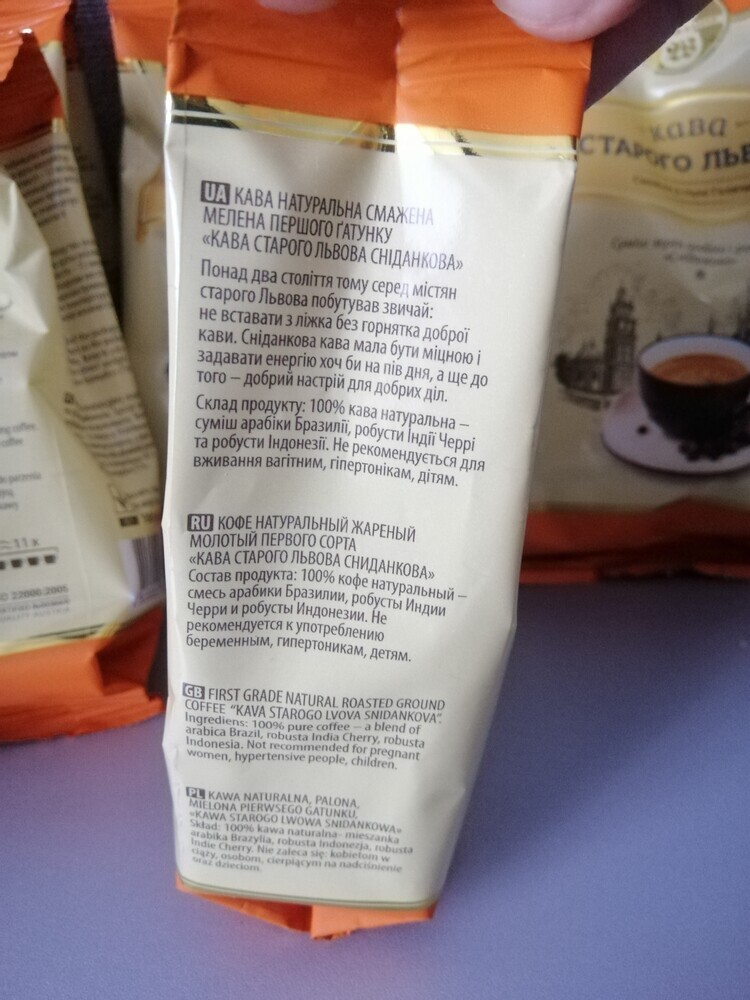 UA КАВА НАТУРАЛЬНА СМАЖЕНА
МЕЛЕНА ПЕРШОГО ҐАТУНКУ
«КАВА СТАРОГО ЛЬВОВА СНІДАНКОВА»
Понад два століття тому серед містян
старого Львова побутував звичай:
не вставати з ліжка без горнятка доброї
кави. Сніданкова кава мала бути міцною і
задавати енергію хоч би на пів дня, а ще до
того – добрий настрій для добрих діл.
Склад продукту: 100% кава натуральна –
суміш арабіки Бразилії, робусти Індії Черрі
та робусти Індонезії. Не рекомендується для
вживання вагітним, гіпертонікам, дітям.
RU КОФЕ НАТУРАЛЬНЫЙ ЖАРЕНЫЙ
МОЛОТЫЙ ПЕРВОГО СОРТА
«КАВА СТАРОГО ЛЬВОВА СНИДАНКОВА»
Состав продукта: 100% кофе натуральный –
смесь арабики Бразилии, робусты Индии
Черри и робусты Индонезии. Не
рекомендуется к употреблению
беременным, гипертоникам, детям.
GB FIRST GRADE NATURAL ROASTED GROUND
COFFEE "KAVA STAROGO LVOVA SNIDANKOVA".
Ingrediens: 100% pure coffee – a blend of
arabica Brazil, robusta India Cherry, robusta
Indonesia. Not recommended for pregnant
women, hypertensive people, children.
PL KAWA NATURALNA, PALONA,
MIELONA PIERWSEGO GATUNKU,
«KAWA STAROGO LWOWA SNIDANKOWA»
Skład: 100% kawa naturalna– mieszanka
arabika Brazylia, robusta Indonezja, robusta
Indie Cherry. Nie zaleca się: kobietom w
ciąży, osobom, cierpiącym na nadciśnienie
oraz dzieciom.
кава
СТАРОГО ЛЬВ
11 x
22000:2005